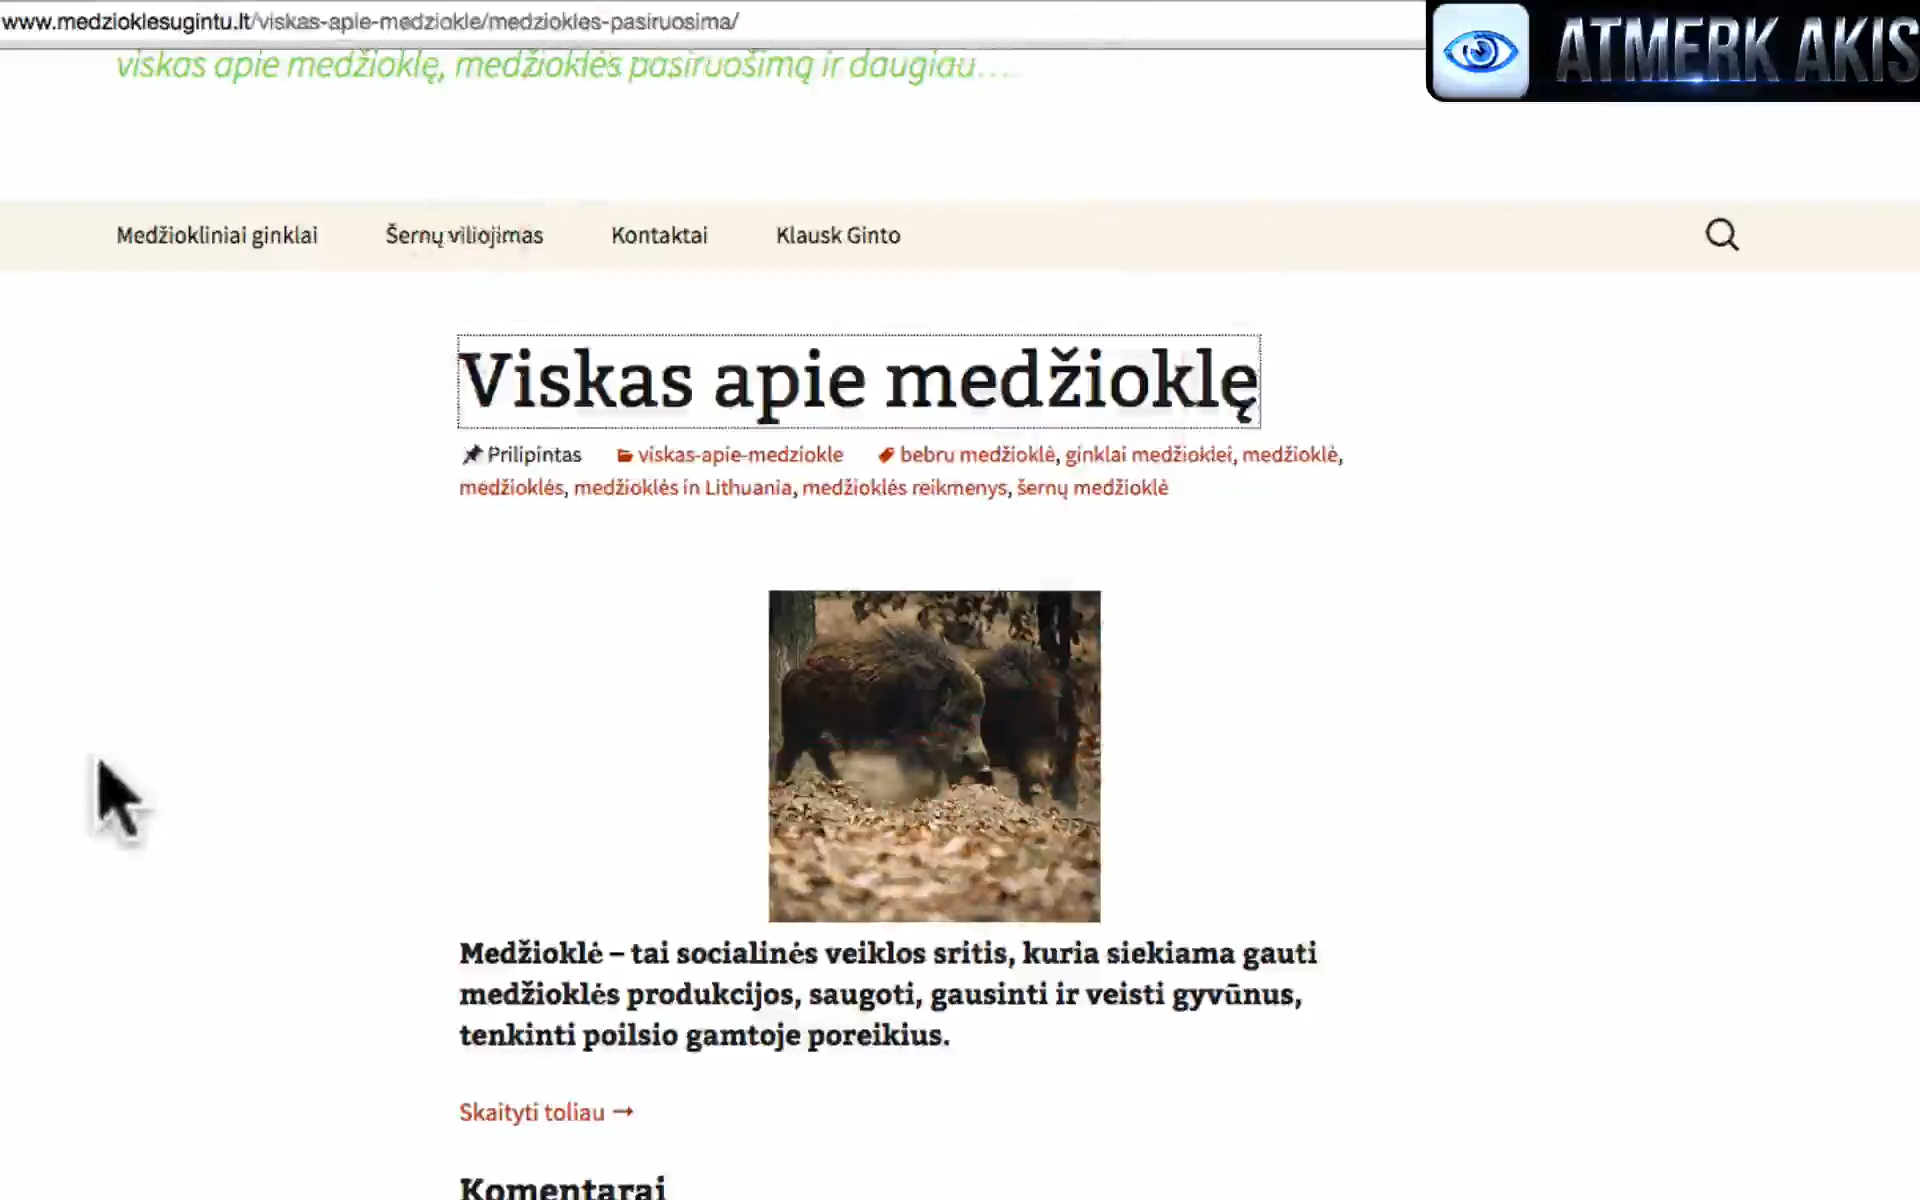 www.medzioklesugintu.lt/viskas-apie-medziokle/medziokles-pasiruosima/
ATMERK AKIS
viskas apie medžioklę, medžioklės pasiruošimą ir daugiau....
Medžiokliniai ginklai Šernų viliojimas Kontaktai Klausk Ginto
Viskas apie medžioklę
Prilipintas viskas-apie-medziokle bebru medžioklė, ginklai medžioklei, medžioklė,
medžioklės, medžioklės in Lithuania, medžioklės reikmenys, šernų medžioklė
Medžioklė – tai socialinės veiklos sritis, kuria siekiama gauti
medžioklės produkcijos, saugoti, gausinti ir veisti gyvūnus,
tenkinti poilsio gamtoje poreikius.
Skaityti toliau →
Komentarai